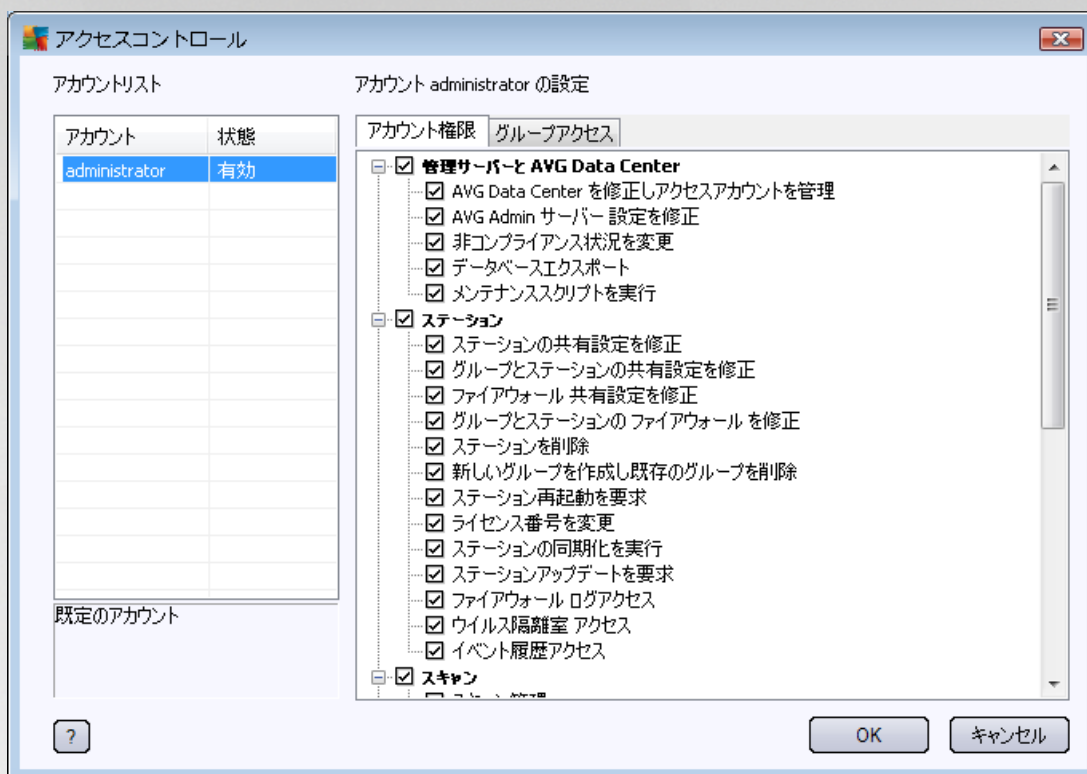 アクセスコントロール
アカウントリスト
アカウント administrator の設定
アカウント 状態
administrator 有効
既定のアカウント
アカウント権限 グループアクセス
管理サーバーと AVG Data Center
AVG Data Center を修正しアクセスアカウントを管理
AVG Admin サーバー 設定を修正
非コンプライアンス状況を変更
データベースエクスポート
メンテナンススクリプトを実行
ステーション
ステーションの共有設定を修正
グループとステーションの共有設定を修正
ファイアウォール 共有設定を修正
グループとステーションの ファイアウォール を修正
ステーションを削除
新しいグループを作成し既存のグループを削除
ステーション再起動を要求
ライセンス番号を変更
ステーションの同期化を実行
ステーションアップデートを要求
ファイアウォール ログアクセス
ウイルス隔離室 アクセス
イベント履歴アクセス
スキャン
?
OK
キャンセル